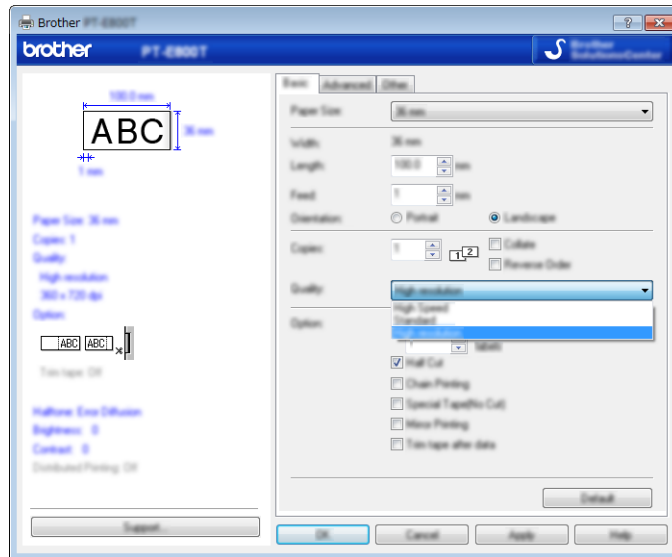 Brother PT-E800T
brother PT-E800T Brother SolutionsCenter
100.0 mm
ABC
36 mm
1 mm
Paper Size: 36 mm
Copies: 1
Quality:
High resolution
360 x 720 dpi
Option:
ABC ABC
Trim tape: Off
Halftone: Error Diffusion
Brightness: 0
Contrast: 0
Distributed Printing: Off
Support...
Basic Advanced Other
Paper Size: 36 mm
Width: 36 mm
Length: 100.0 mm
Feed: 1 mm
Orientation: Portrait Landscape
Copies: 1 1 2 Collate
Reverse Order
Quality: High resolution
High Speed
Standard
High resolution
Option:
1 labels
Half Cut
Chain Printing
Special Tape(No Cut)
Mirror Printing
Trim tape after data
Default
OK Cancel Apply Help